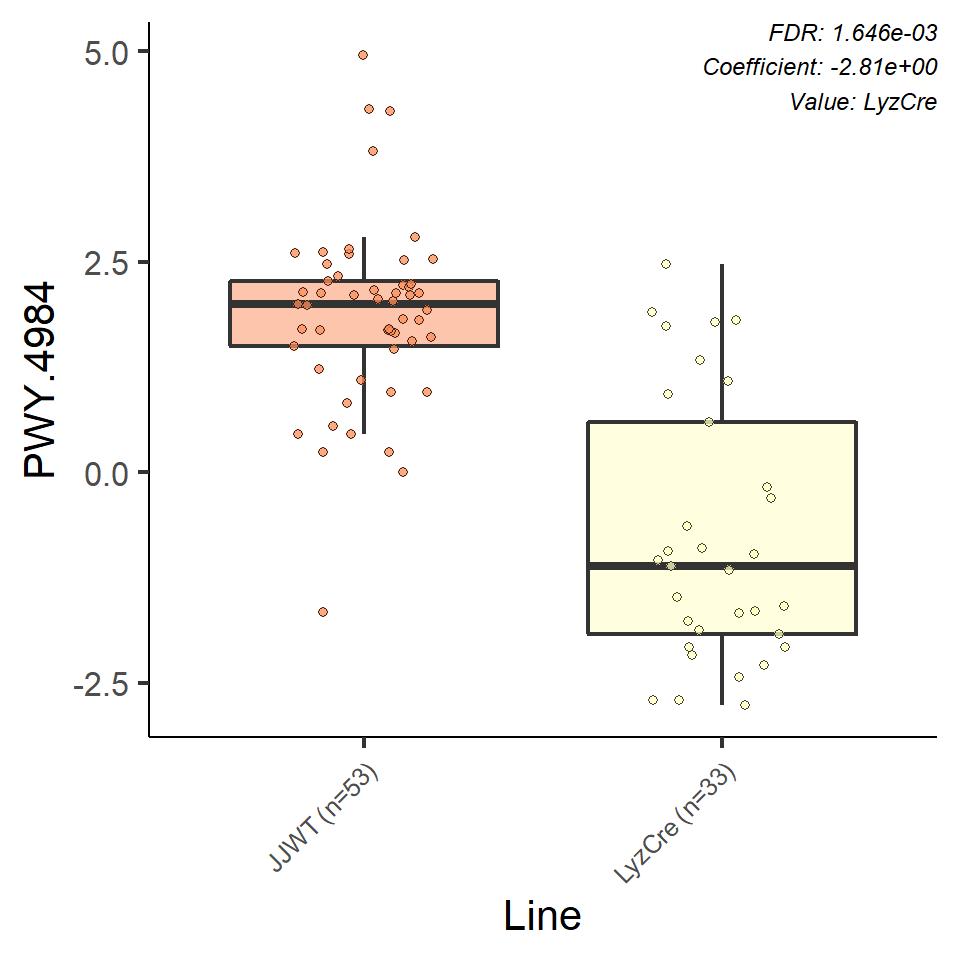 FDR: 1.646e-03
Coefficient: -2.81e+00
Value: LyzCre
5.0
2.5
0.0
-2.5
PWY.4984
JJWT (n=53)
LyzCre (n=33)
Line